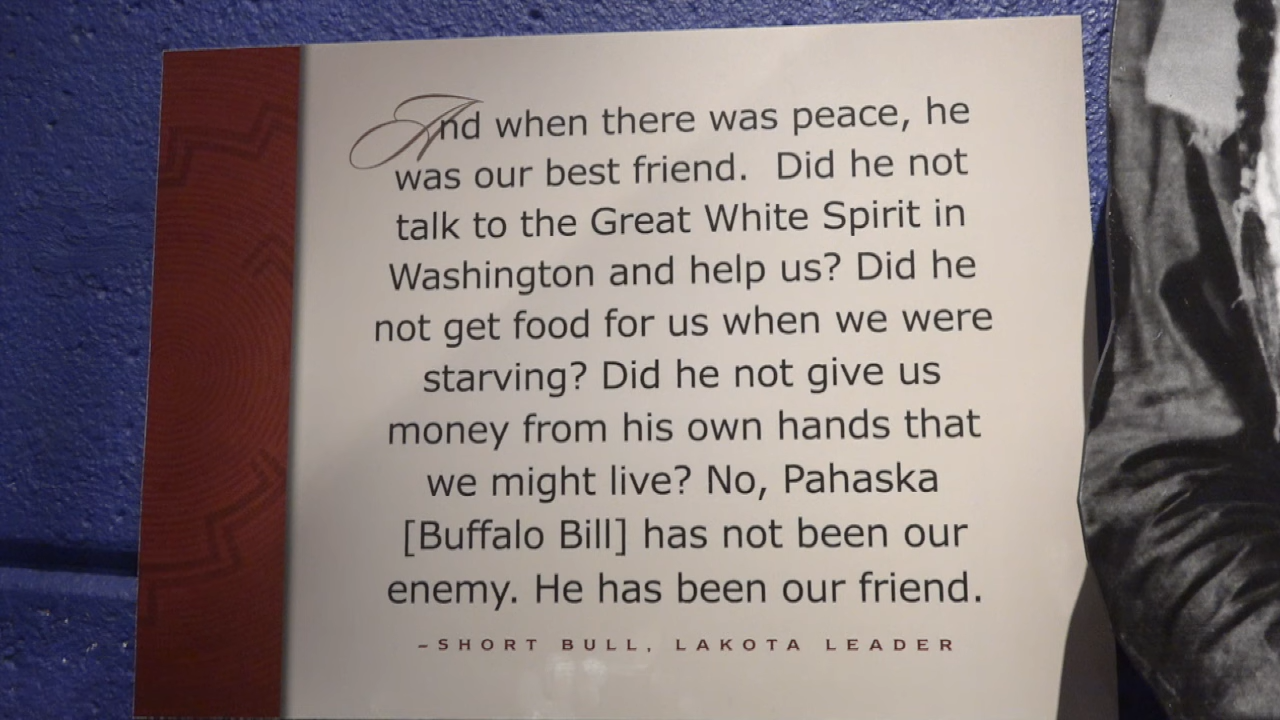 And when there was peace, he
was our best friend.  Did he not
talk to the Great White Spirit in
Washington and help us? Did he
not get food for us when we were
starving? Did he not give us
money from his own hands that
we might live? No, Pahaska
[Buffalo Bill] has not been our
enemy. He has been our friend.
–SHORT BULL, LAKOTA LEADER